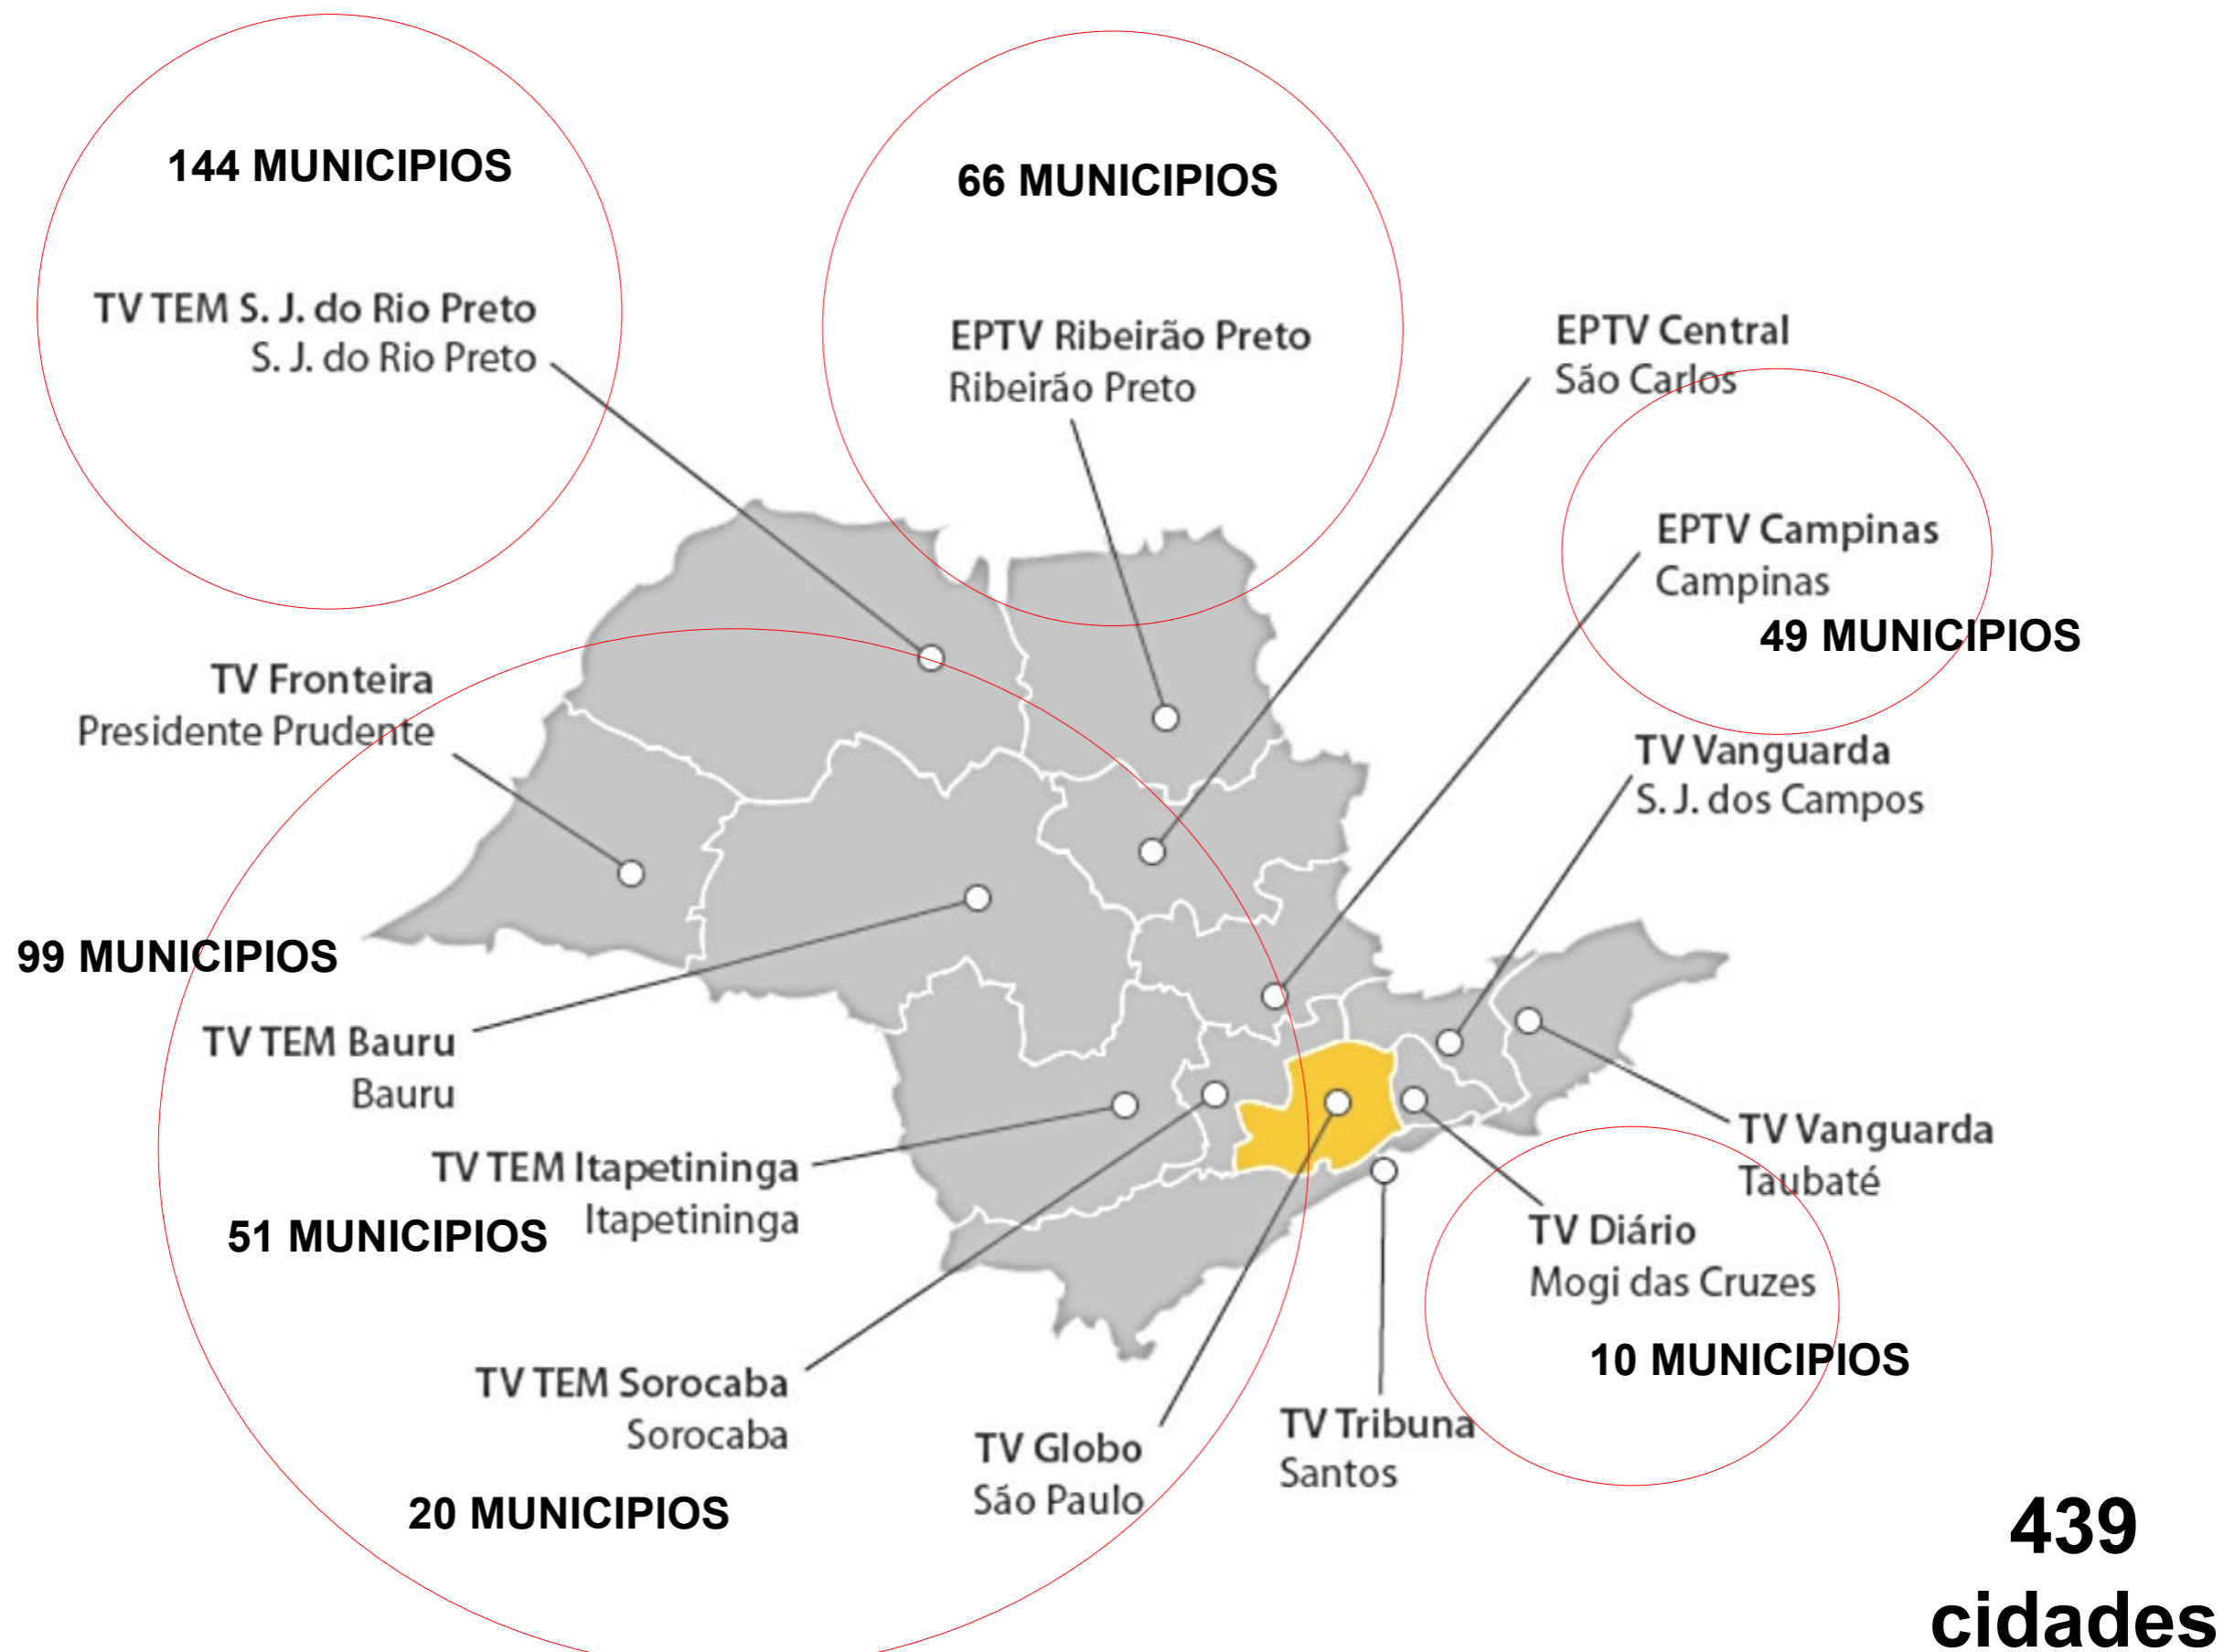 144 MUNICIPIOS
66 MUNICIPIOS
TV TEM S. J. do Rio Preto
S. J. do Rio Preto
EPTV Ribeirão Preto
Ribeirão Preto
EPTV Central
São Carlos
EPTV Campinas
Campinas
49 MUNICIPIOS
TV Fronteira
Presidente Prudente
TV Vanguarda
S. J. dos Campos
99 MUNICIPIOS
TV TEM Bauru
Bauru
TV Vanguarda
Taubaté
TV TEM Itapetininga
Itapetininga
51 MUNICIPIOS
TV Diário
Mogi das Cruzes
10 MUNICIPIOS
TV TEM Sorocaba
Sorocaba
20 MUNICIPIOS
TV Globo
São Paulo
TV Tribuna
Santos
439
cidades